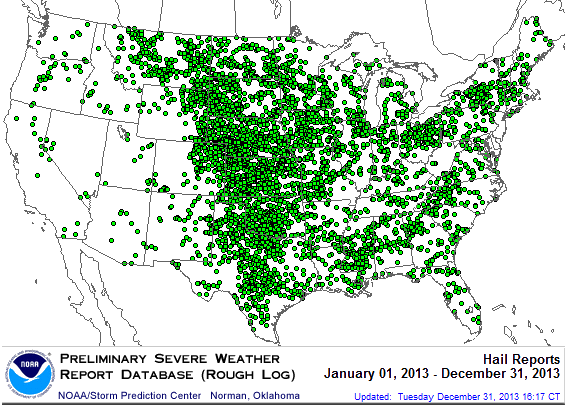 NOAA
PRELIMINARY SEVERE WEATHER
REPORT DATABASE (ROUGH LOG)
NOAA/Storm Prediction Center Norman, Oklahoma
Hail Reports
January 01, 2013 - December 31, 2013
Updated: Tuesday December 31, 2013 16:17 CT